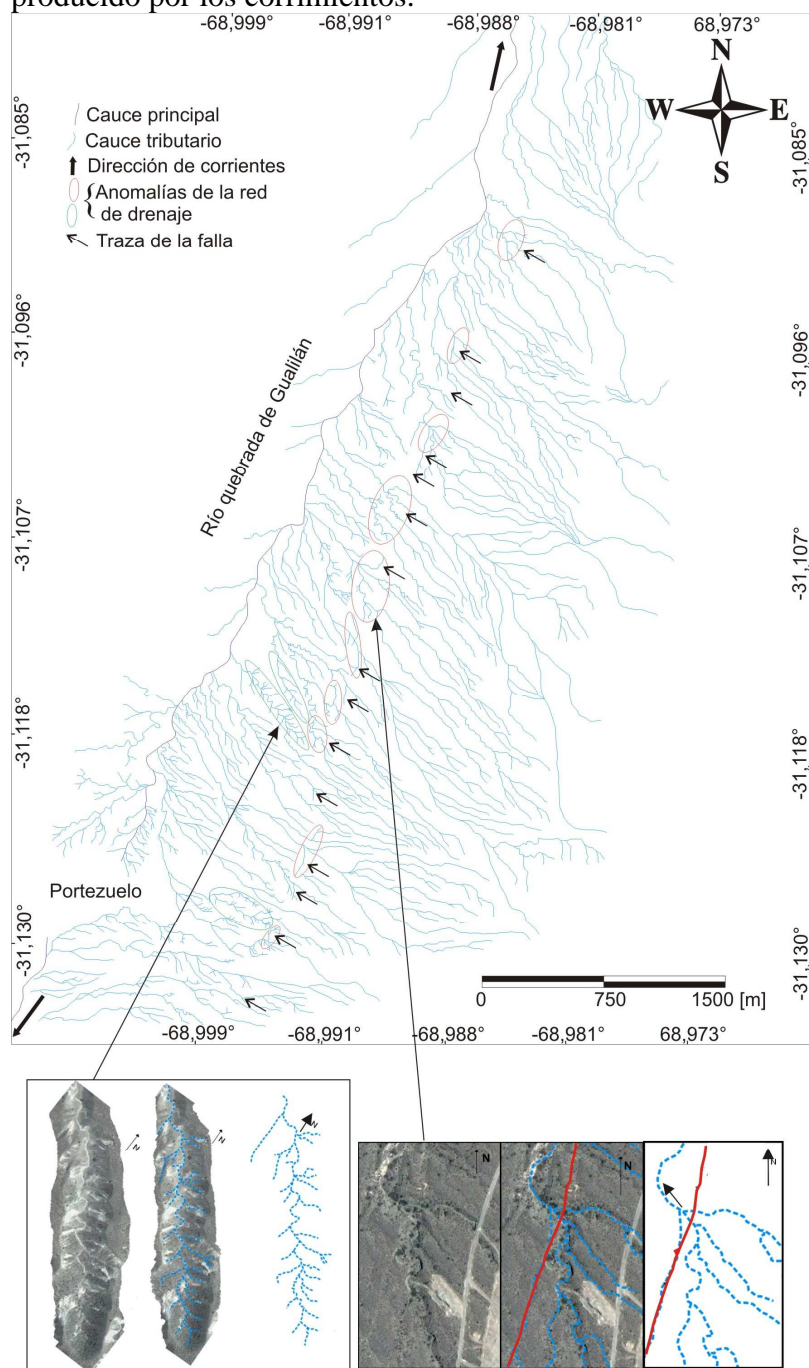 producido por los corrimientos.
-68,999° -68,991° -68,988° -68,981° 68,973°
N
W E
S
-31,085°
-31,085°
Cauce principal
Cauce tributario
Dirección de corrientes
Anomalías de la red
de drenaje
Traza de la falla
-31,096°
-31,096°
Río quebrada de Gualilán
-31,107°
-31,107°
-31,118°
-31,118°
Portezuelo
-31,130°
-31,130°
0 750 1500 [m]
-68,999° -68,991° -68,988° -68,981° -68,973°
N
N
N
N
N
N